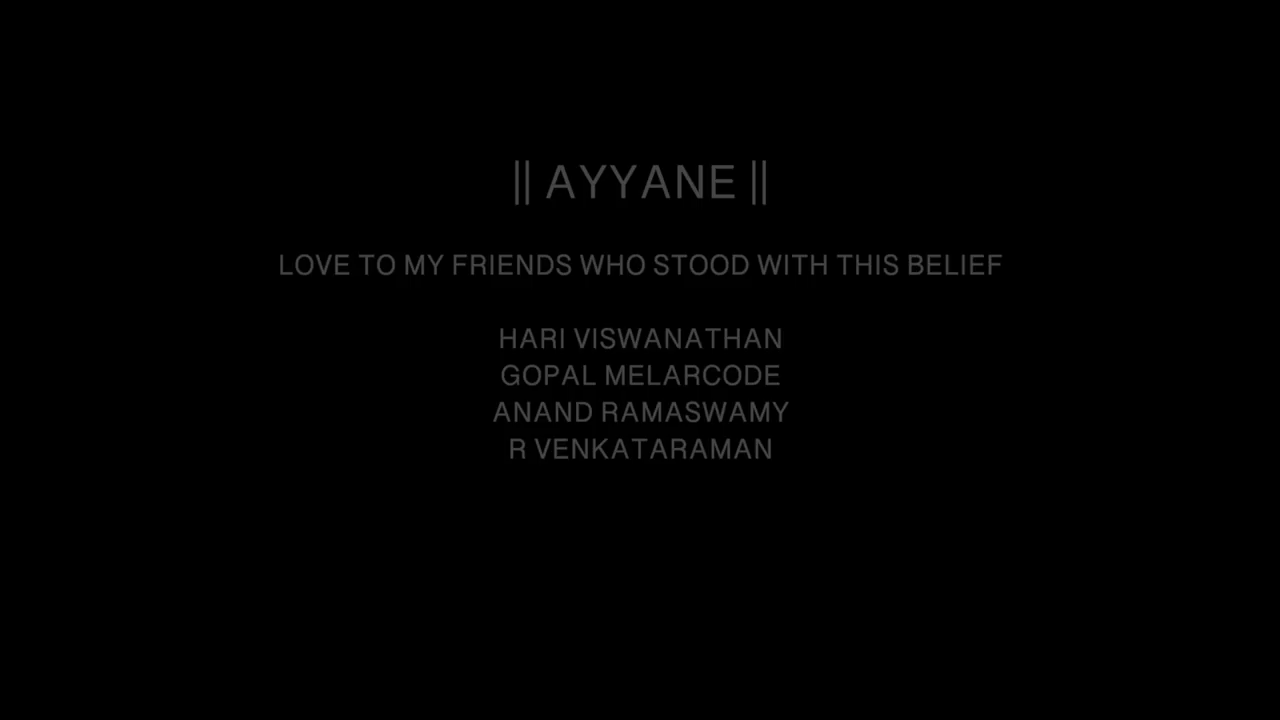 || AYYANE ||
LOVE TO MY FRIENDS WHO STOOD WITH THIS BELIEF
HARI VISWANATHAN
GOPAL MELARCODE
ANAND RAMASWAMY
R VENKATARAMAN